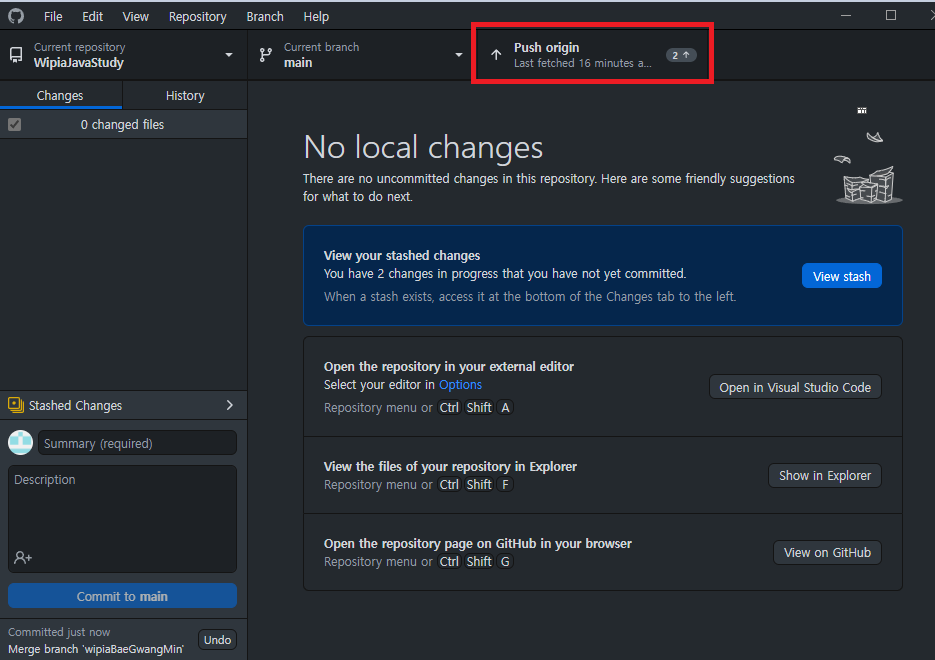 File Edit View Repository Branch Help
Current repository
WipiaJavaStudy
Current branch
main
Push origin
Last fetched 16 minutes a...
2
Changes History
0 changed files
No local changes
There are no uncommitted changes in this repository. Here are some friendly suggestions
for what to do next.
View your stashed changes
You have 2 changes in progress that you have not yet committed.
When a stash exists, access it at the bottom of the Changes tab to the left.
View stash
Open the repository in your external editor
Select your editor in Options
Repository menu or Ctrl Shift A
Open in Visual Studio Code
View the files of your repository in Explorer
Repository menu or Ctrl Shift F
Show in Explorer
Open the repository page on GitHub in your browser
Repository menu or Ctrl Shift G
View on GitHub
Stashed Changes
Summary (required)
Description
Commit to main
Committed just now
Merge branch 'wipiaBaeGwangMin'
Undo